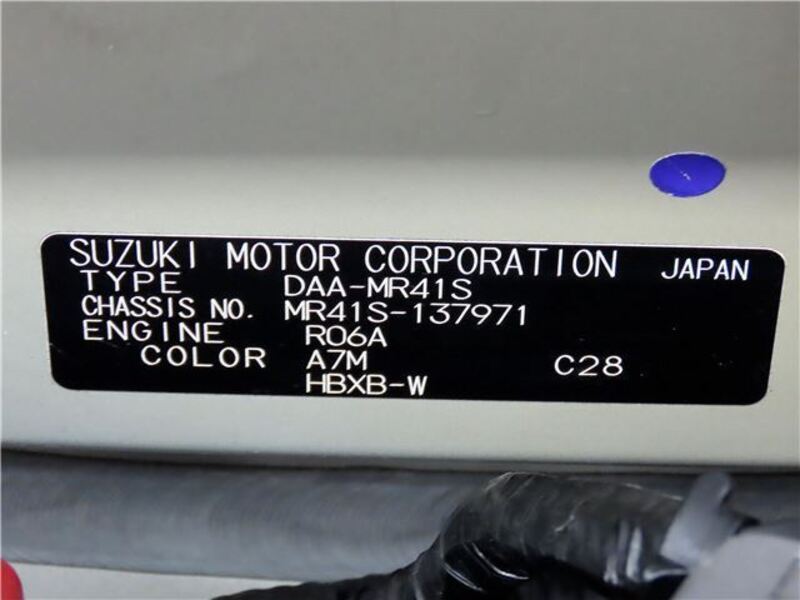 SUZUKI MOTOR CORPORATION JAPAN
TYPE DAA-MR41S
CHASSIS NO. MR41S-137971
ENGINE R06A
COLOR A7M C28
HBXB-W